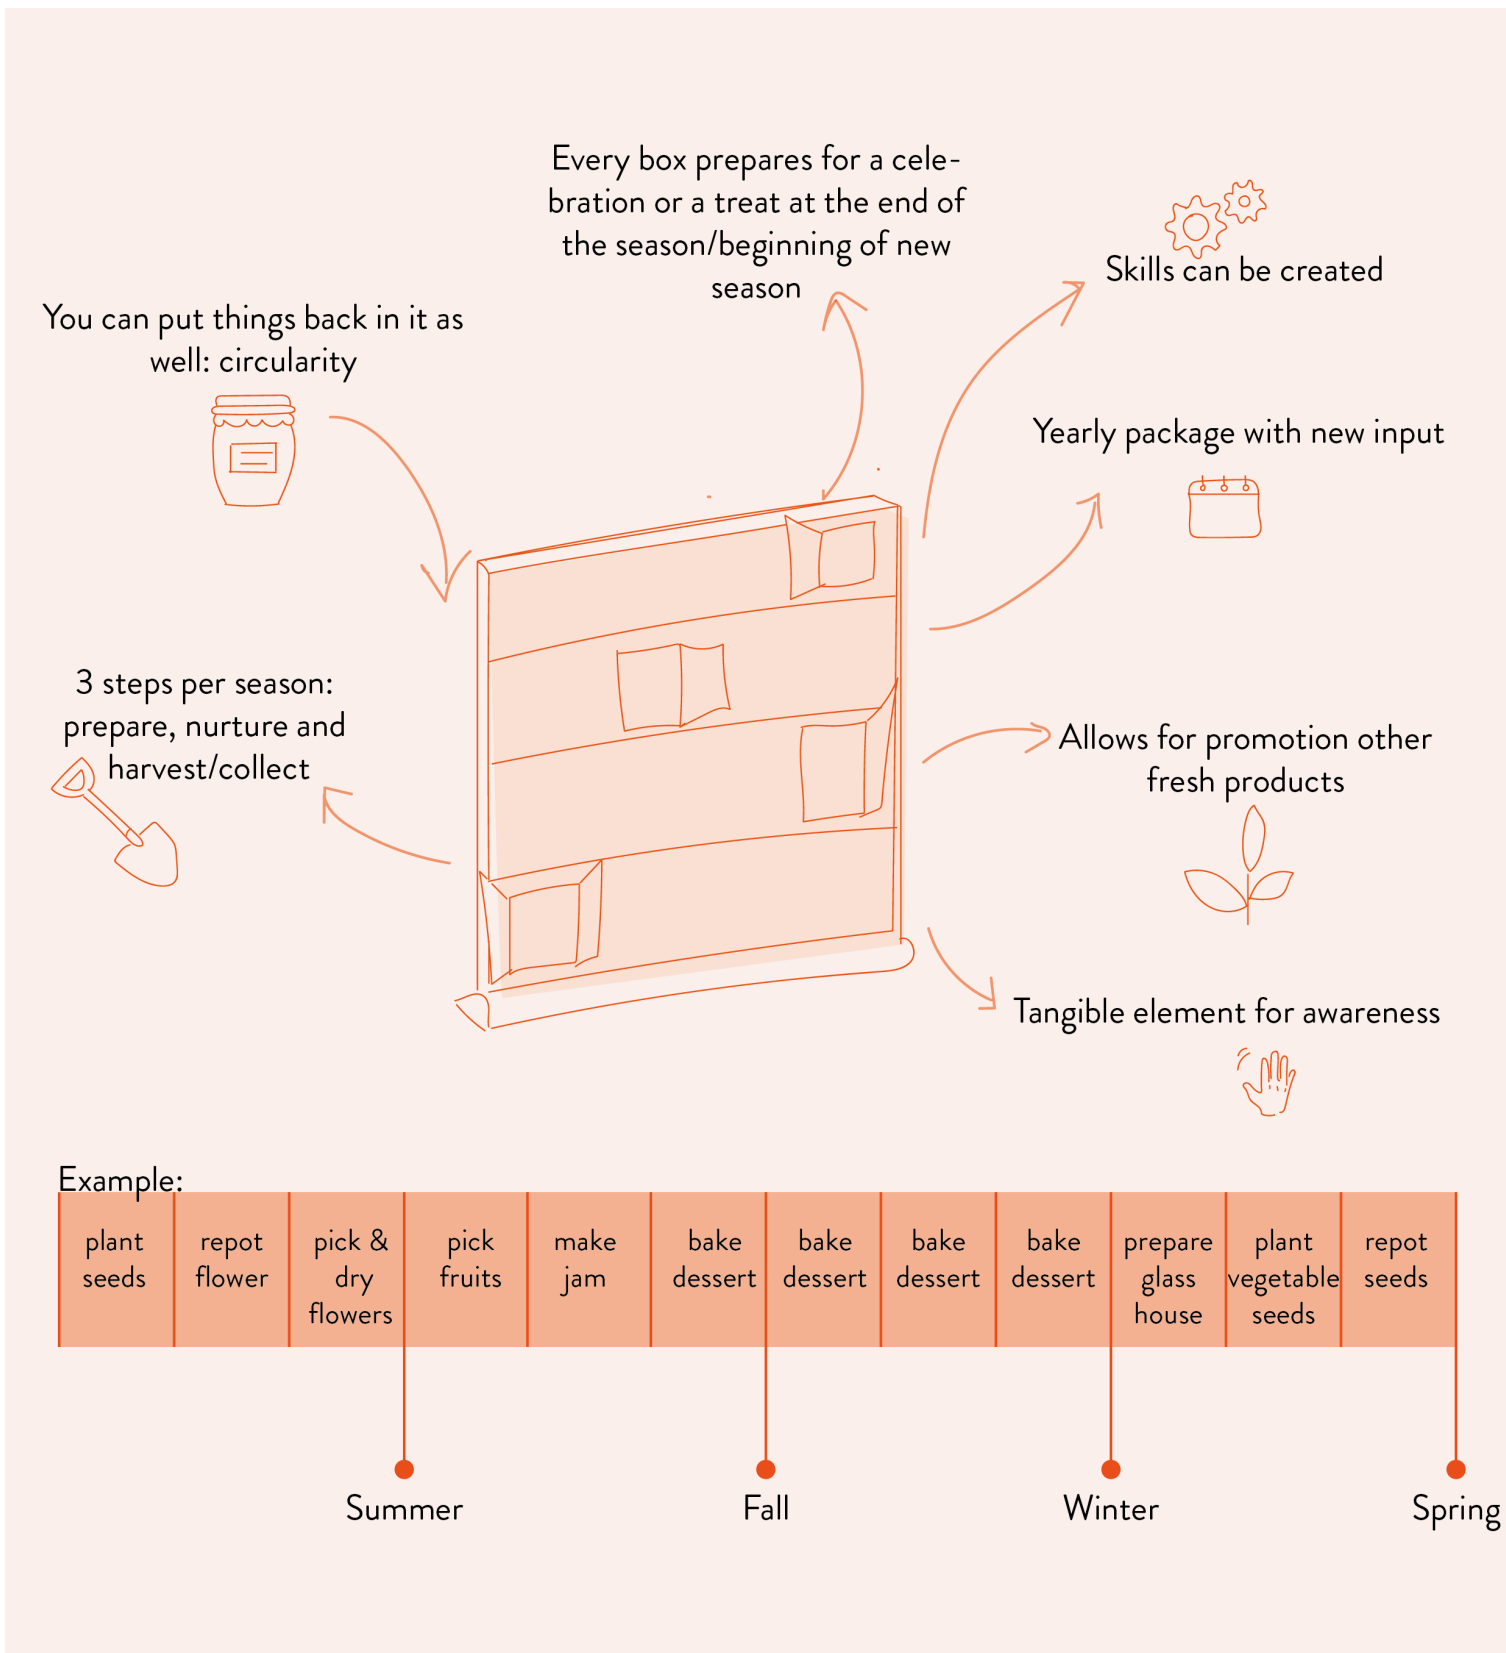 Every box prepares for a cele-
bration or a treat at the end of
the season/beginning of new
season
Skills can be created
You can put things back in it as
well: circularity
Yearly package with new input
3 steps per season:
prepare, nurture and
harvest/collect
Allows for promotion other
fresh products
Tangible element for awareness
Example:
plant
seeds
repot
flower
pick &
dry
flowers
pick
fruits
make
jam
bake
dessert
bake
dessert
bake
dessert
bake
dessert
prepare
glass
house
plant
vegetable
seeds
repot
seeds
Summer
Fall
Winter
Spring